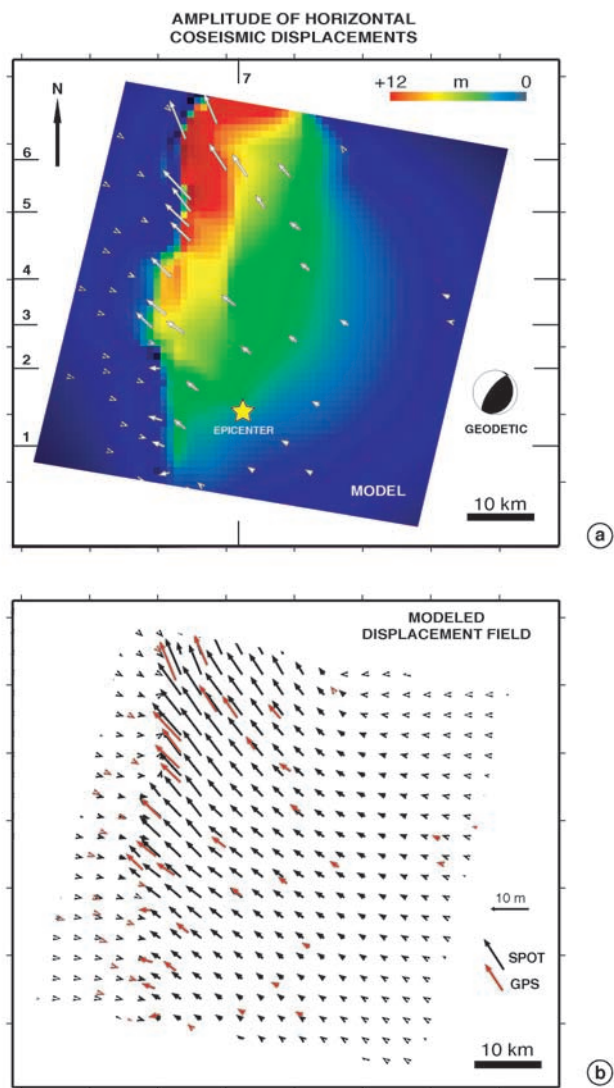 AMPLITUDE OF HORIZONTAL
COSEISMIC DISPLACEMENTS
7
N
+12 m 0
6
5
4
3
2
1
EPICENTER
GEODETIC
MODEL
10 km
a
MODELED
DISPLACEMENT FIELD
10 m
SPOT
GPS
10 km
b